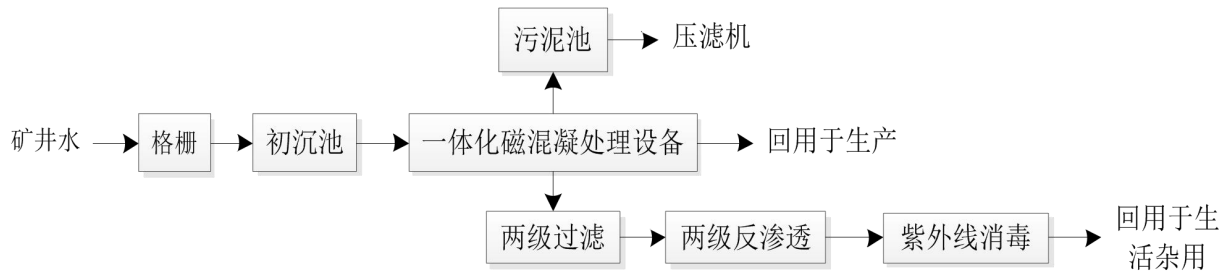 污泥池
压滤机
矿井水
格栅
初沉池
一体化磁混凝处理设备
回用于生产
两级过滤
两级反渗透
紫外线消毒
回用于生
活杂用